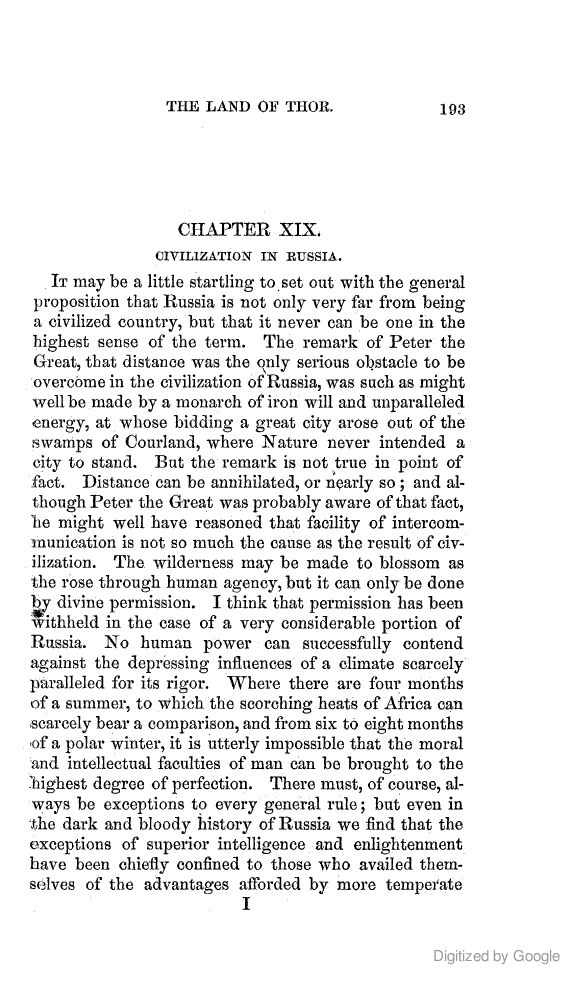 THE LAND OF THOR. 193
CHAPTER XIX.
CIVILIZATION IN RUSSIA.
It may be a little startling to set out with the general
proposition that Russia is not only very far from being
a civilized country, but that it never can be one in the
highest sense of the term. The remark of Peter the
Great, that distance was the only serious obstacle to be
overcome in the civilization of Russia, was such as might
well be made by a monarch of iron will and unparalleled
energy, at whose bidding a great city arose out of the
swamps of Courland, where Nature never intended a
city to stand. But the remark is not true in point of
fact. Distance can be annihilated, or nearly so; and al-
though Peter the Great was probably aware of that fact,
he might well have reasoned that facility of intercom-
munication is not so much the cause as the result of civ-
ilization. The wilderness may be made to blossom as
the rose through human agency, but it can only be done
by divine permission. I think that permission has been
withheld in the case of a very considerable portion of
Russia. No human power can successfully contend
against the depressing influences of a climate scarcely
paralleled for its rigor. Where there are four months
of a summer, to which the scorching heats of Africa can
scarcely bear a comparison, and from six to eight months
of a polar winter, it is utterly impossible that the moral
and intellectual faculties of man can be brought to the
highest degree of perfection. There must, of course, al-
ways be exceptions to every general rule; but even in
the dark and bloody history of Russia we find that the
exceptions of superior intelligence and enlightenment
have been chiefly confined to those who availed them-
selves of the advantages afforded by more temperate
I
Digitized by Google